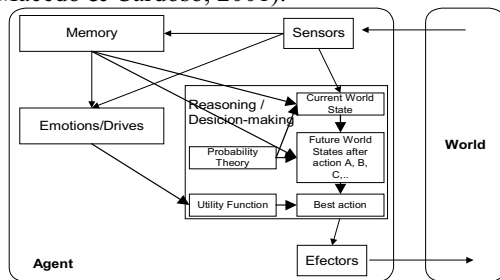 Macedo & Cardoso, 2001).
Memory
Sensors
Reasoning /
Desicion-making
Current World
State
Emotions/Drives
Probability
Theory
Future World
States after
action A, B,
C,..
World
Utility Function
Best action
Agent
Efectors